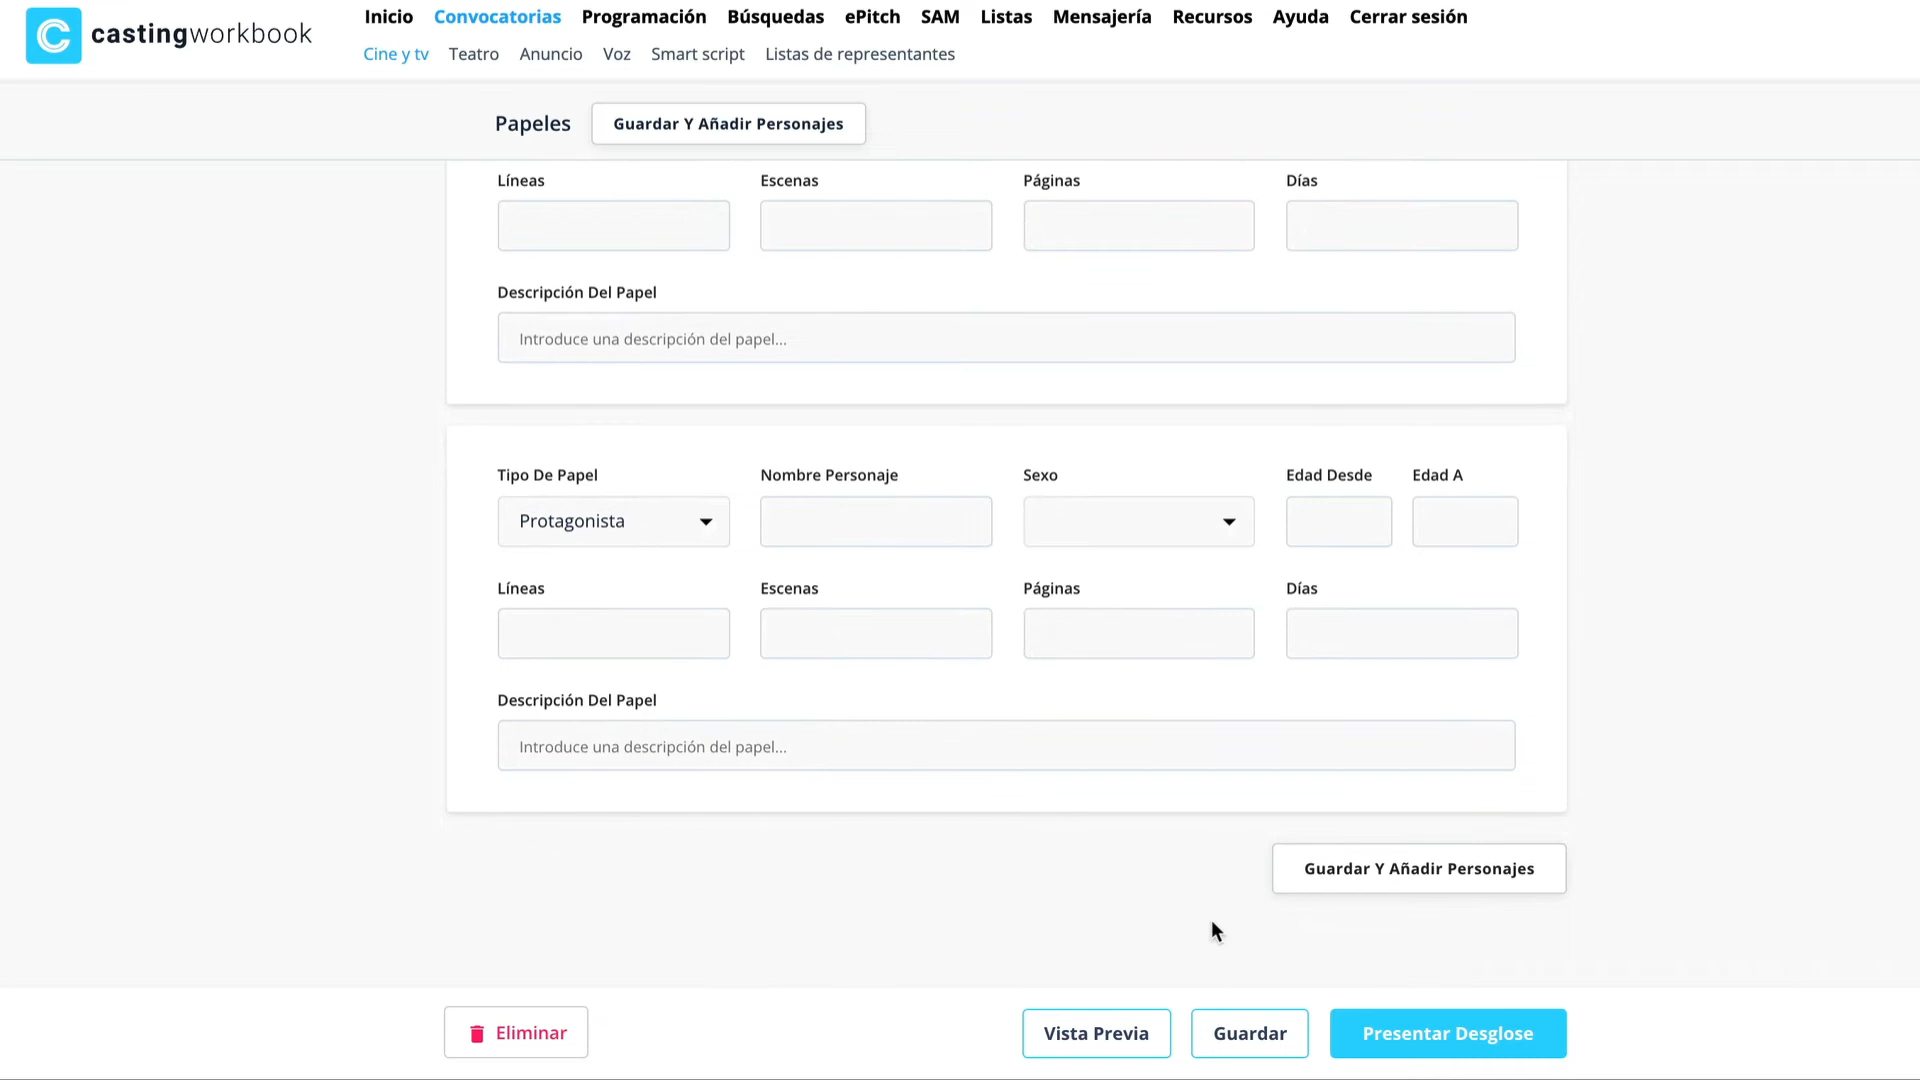 castingworkbook
Inicio Convocatorias Programación Búsquedas ePitch SAM Listas Mensajería Recursos Ayuda Cerrar sesión
Cine y tv Teatro Anuncio Voz Smart script Listas de representantes
Papeles Guardar Y Añadir Personajes
Líneas Escenas Páginas Días
Descripción Del Papel
Introduce una descripción del papel...
Tipo De Papel Nombre Personaje Sexo Edad Desde Edad A
Protagonista
Líneas Escenas Páginas Días
Descripción Del Papel
Introduce una descripción del papel...
Guardar Y Añadir Personajes
Eliminar Vista Previa Guardar Presentar Desglose